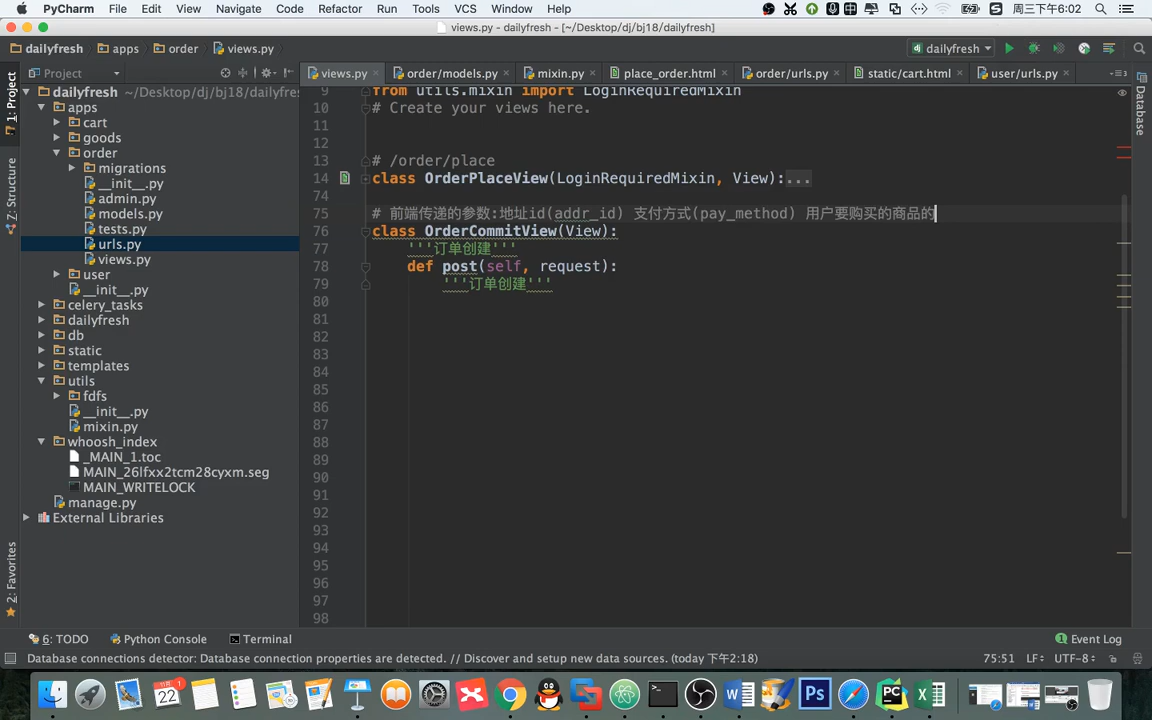 PyCharm File Edit View Navigate Code Refactor Run Tools VCS Window Help 周三下午6:02
views.py - dailyfresh - [~/Desktop/dj/bj18/dailyfresh]
dailyfresh apps order views.py dailyfresh
Project views.py order/models.py mixin.py place_order.html order/urls.py static/cart.html user/urls.py
1: Project
Z: Structure
2: Favorites
Database
dailyfresh ~/Desktop/dj/bj18/dailyfres
apps
cart
goods
order
migrations
__init__.py
admin.py
models.py
tests.py
urls.py
views.py
user
__init__.py
celery_tasks
dailyfresh
db
static
templates
utils
fdfs
__init__.py
mixin.py
whoosh_index
_MAIN_1.toc
MAIN_26lfxx2tcm28cyxm.seg
MAIN_WRITELOCK
manage.py
External Libraries
9 from utils.mixin import LoginRequiredMixin
10 # Create your views here.
11
12
13 # /order/place
14 class OrderPlaceView(LoginRequiredMixin, View):...
74
75 # 前端传递的参数:地址id(addr_id) 支付方式(pay_method) 用户要购买的商品的
76 class OrderCommitView(View):
77 '''订单创建'''
78 def post(self, request):
79 '''订单创建'''
80
81
82
83
84
85
86
87
88
89
90
91
92
93
94
95
96
97
98
6: TODO Python Console Terminal 1 Event Log
Database connections detector: Database connection properties are detected. // Discover and setup new data sources. (today 下午2:18) 75:51 LF UTF-8
22 1 W Ps PC X